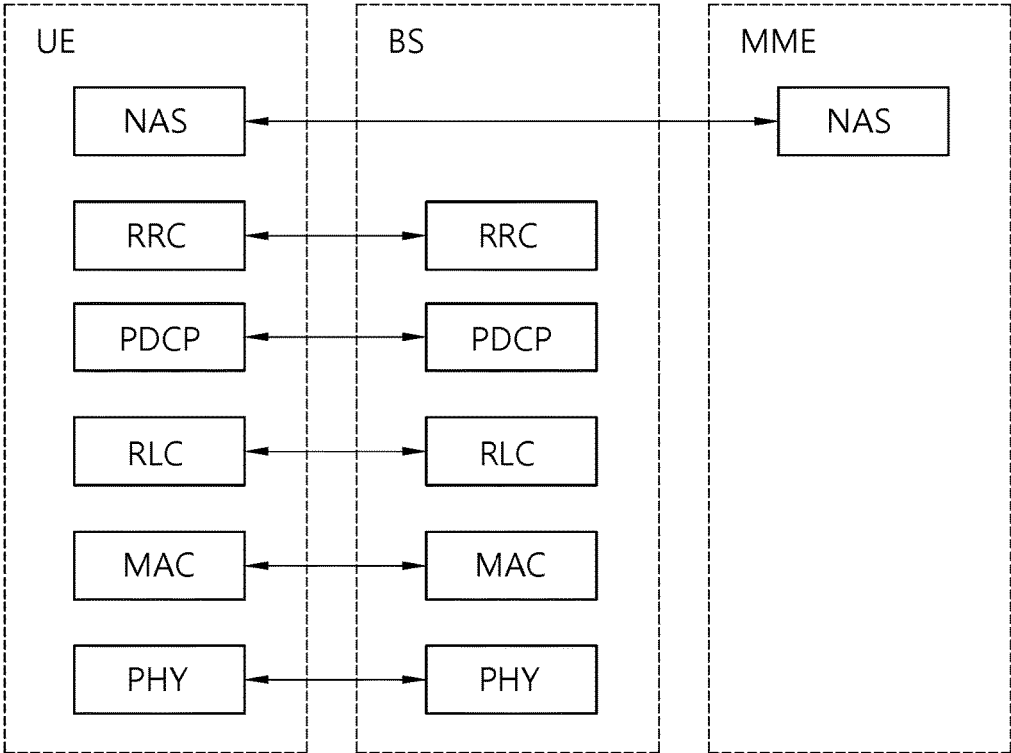 UE BS MME
NAS NAS
RRC RRC
PDCP PDCP
RLC RLC
MAC MAC
PHY PHY